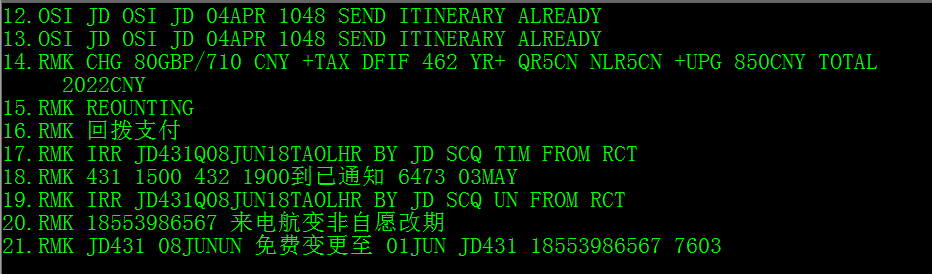 12.OSI JD OSI JD 04APR 1048 SEND ITINERARY ALREADY
13.OSI JD OSI JD 04APR 1048 SEND ITINERARY ALREADY
14.RMK CHG 80GBP/710 CNY +TAX DFIF 462 YR+ QR5CN NLR5CN +UPG 850CNY TOTAL
2022CNY
15.RMK REOUNTING
16.RMK 回拨支付
17.RMK IRR JD431Q08JUN18TAOLHR BY JD SCQ TIM FROM RCT
18.RMK 431 1500 432 1900到已通知 6473 03MAY
19.RMK IRR JD431Q08JUN18TAOLHR BY JD SCQ UN FROM RCT
20.RMK 18553986567 来电航变非自愿改期
21.RMK JD431 08JUNUN 免费变更至 01JUN JD431 18553986567 7603